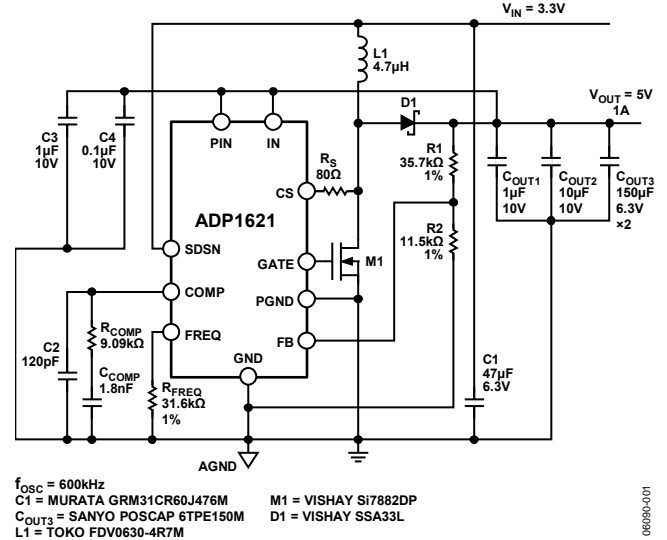 V_IN = 3.3V
L1
4.7µH
D1
V_OUT = 5V
1A
C3
1µF
10V
C4
0.1µF
10V
PIN
IN
R_S
80Ω
CS
R1
35.7kΩ
1%
C_OUT1
1µF
10V
C_OUT2
10µF
10V
C_OUT3
150µF
6.3V
×2
ADP1621
R2
11.5kΩ
1%
SDSN
GATE
M1
COMP
PGND
FREQ
FB
R_COMP
9.09kΩ
C2
120pF
C_COMP
1.8nF
GND
R_FREQ
31.6kΩ
1%
C1
47µF
6.3V
AGND
f_OSC = 600kHz
C1 = MURATA GRM31CR60J476M
M1 = VISHAY Si7882DP
C_OUT3 = SANYO POSCAP 6TPE150M
D1 = VISHAY SSA33L
L1 = TOKO FDV0630-4R7M
06090-001